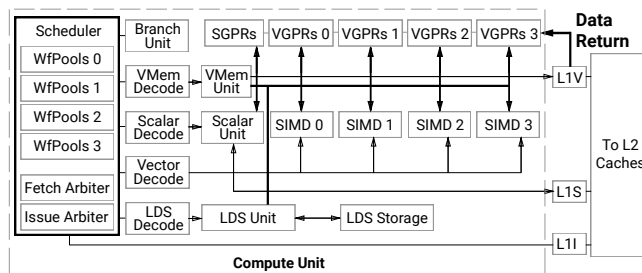 Scheduler
WfPools 0
WfPools 1
WfPools 2
WfPools 3
Fetch Arbiter
Issue Arbiter
Branch
Unit
VMem
Decode
Scalar
Decode
Vector
Decode
LDS
Decode
VMem
Unit
Scalar
Unit
LDS Unit
LDS Storage
SGPRs
VGPRs 0
VGPRs 1
VGPRs 2
VGPRs 3
SIMD 0
SIMD 1
SIMD 2
SIMD 3
Data
Return
L1V
L1S
L1I
To L2
Caches
Compute Unit